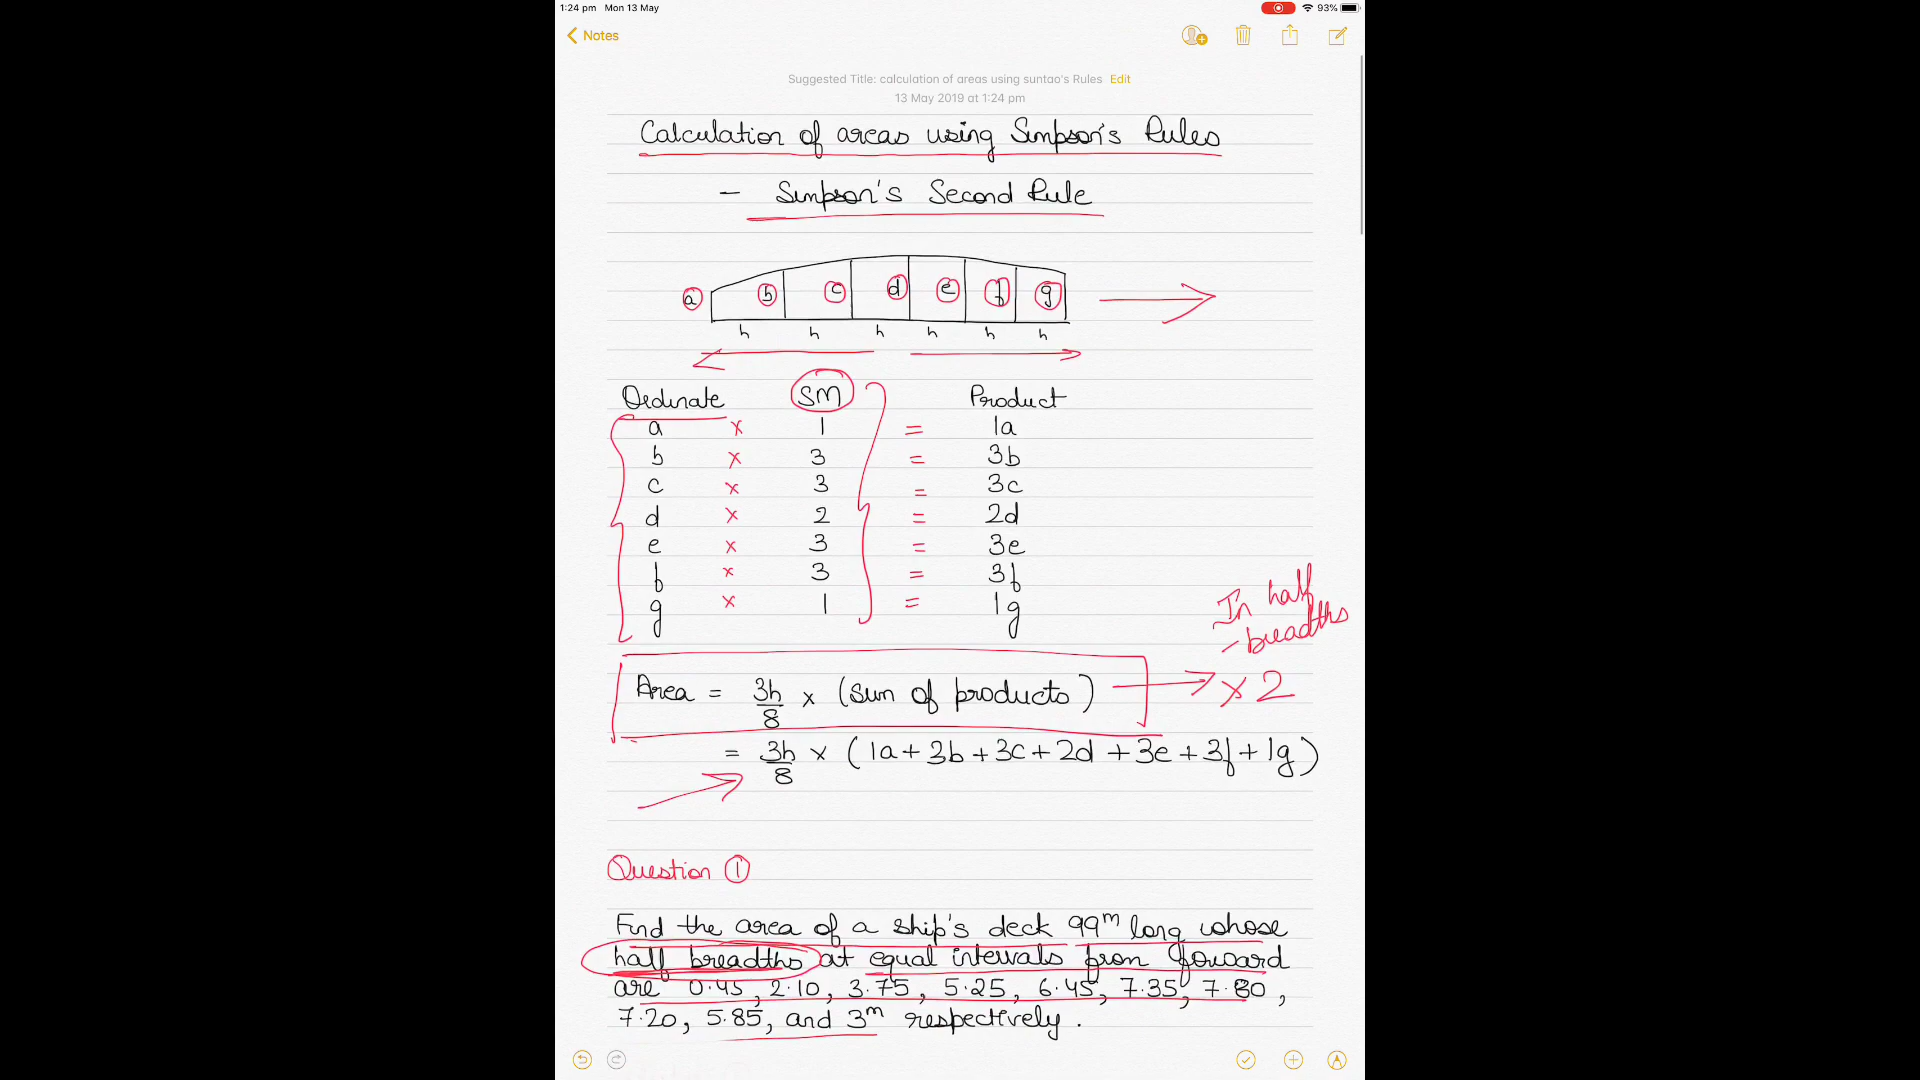 1:24 pm Mon 13 May 93%
Notes
Suggested Title: calculation of areas using suntao's Rules Edit
13 May 2019 at 1:24 pm
Calculation of areas using Simpson's Rules
- Simpson's Second Rule
a b c d e f g
h h h h h h
Ordinate SM Product
a × 1 = 1a
b × 3 = 3b
c × 3 = 3c
d × 2 = 2d
e × 3 = 3e
f × 3 = 3f
g × 1 = 1g
In half
- breadths
Area = 3h/8 × (sum of products) × 2
= 3h/8 × (1a + 3b + 3c + 2d + 3e + 3f + 1g)
Question 1
Find the area of a ship's deck 99m long whose
half breadths at equal intervals from forward
are 0.45, 2.10, 3.75, 5.25, 6.45, 7.35, 7.80,
7.20, 5.85, and 3m respectively.